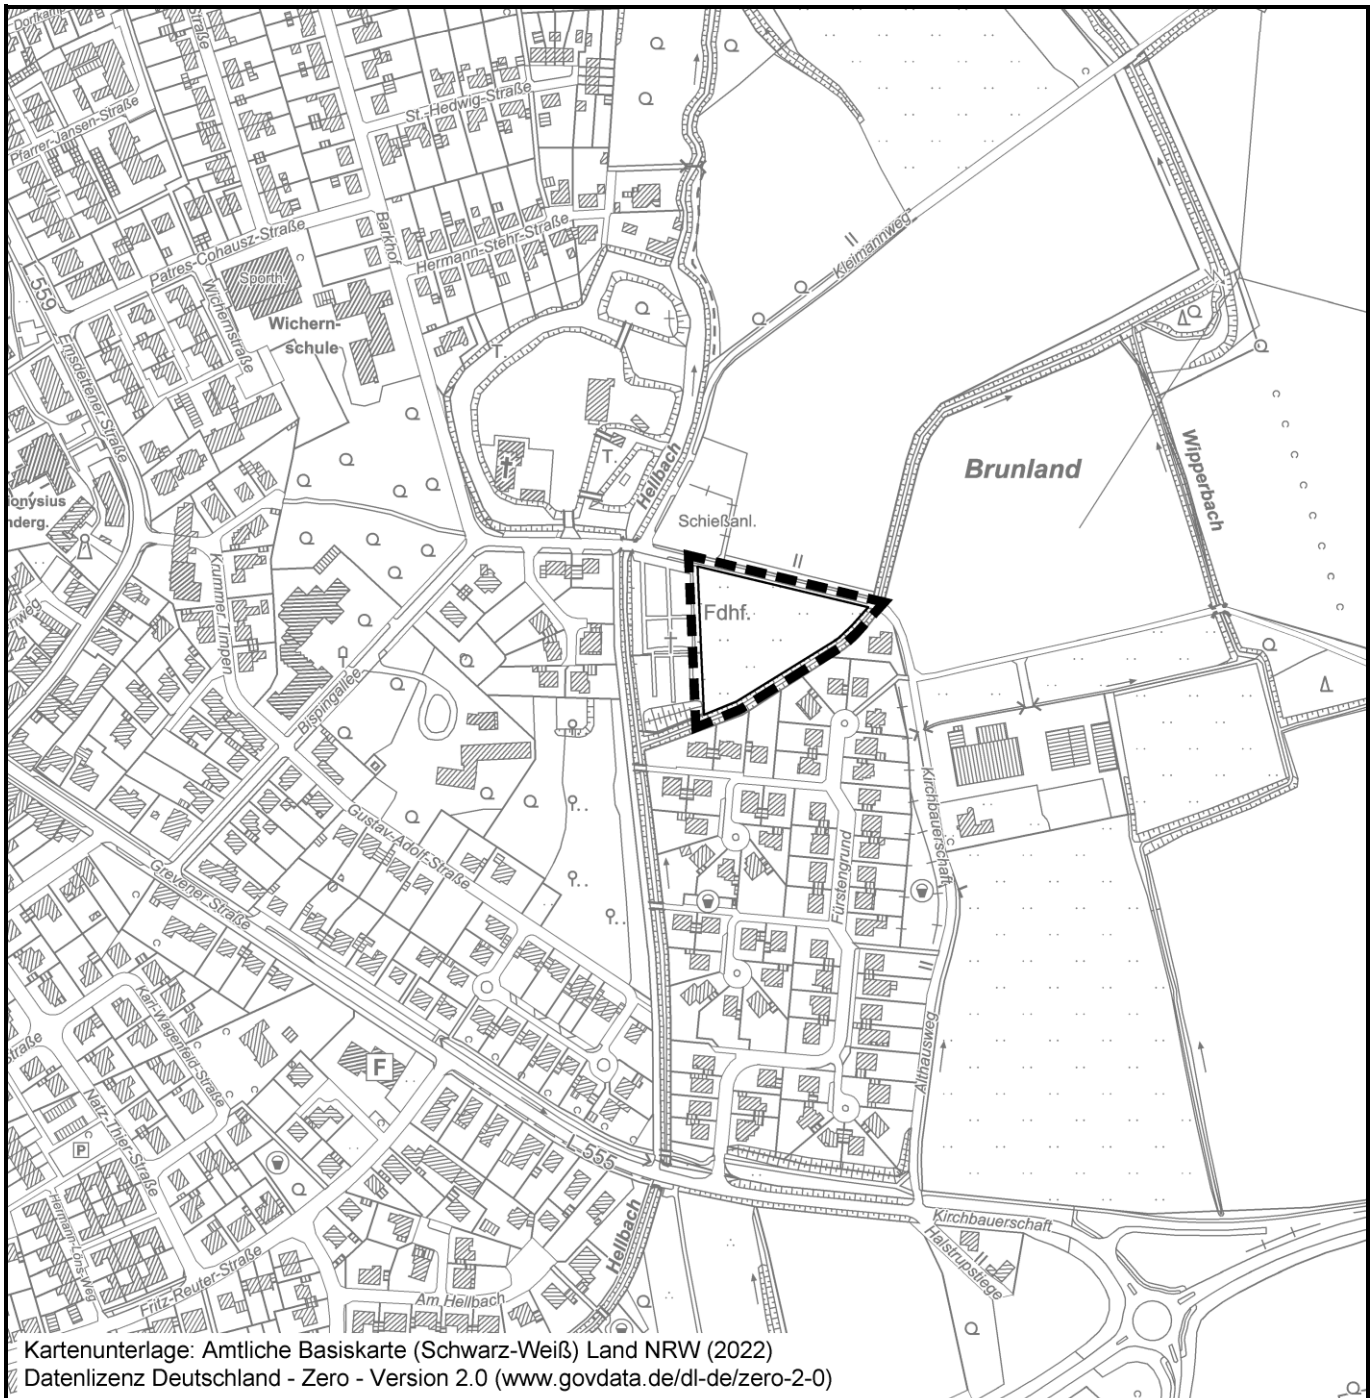 Dorfkamp
Straße
Pfarrer-Jansen-Straße
St.-Hedwig-Straße
Patres-Cohausz-Straße
Barkhof
Hermann-Stehr-Straße
Kleimannweg
559
Sporth.
Wichernstraße
Wichern-
schule
T.
Emsdettener Straße
T.
Hellbach
Brunland
Wipperbach
Schießanl.
Krummer Timpen
Fdhf.
Bispingallee
Kirchbauerschaft
Gustav-Adolf-Straße
Fürstengrund
Grevener Straße
Althausweg
Karl-Wagenfeld-Straße
F
Natz-Thier-Straße
P
L 555
Hermann-Löns-Weg
Hellbach
Kirchbauerschaft
Halstrupstiege
Fritz-Reuter-Straße
Am Hellbach
Kartenunterlage: Amtliche Basiskarte (Schwarz-Weiß) Land NRW (2022)
Datenlizenz Deutschland - Zero - Version 2.0 (www.govdata.de/dl-de/zero-2-0)